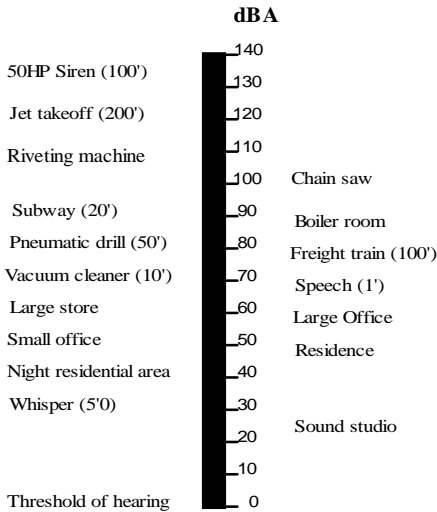 dBA
140
50HP Siren (100')
130
Jet takeoff (200')
120
110
Riveting machine
100
Chain saw
Subway (20')
90
Boiler room
Pneumatic drill (50')
80
Freight train (100')
Vacuum cleaner (10')
70
Speech (1')
Large store
60
Large Office
Small office
50
Residence
Night residential area
40
Whisper (5'0)
30
Sound studio
20
10
Threshold of hearing
0